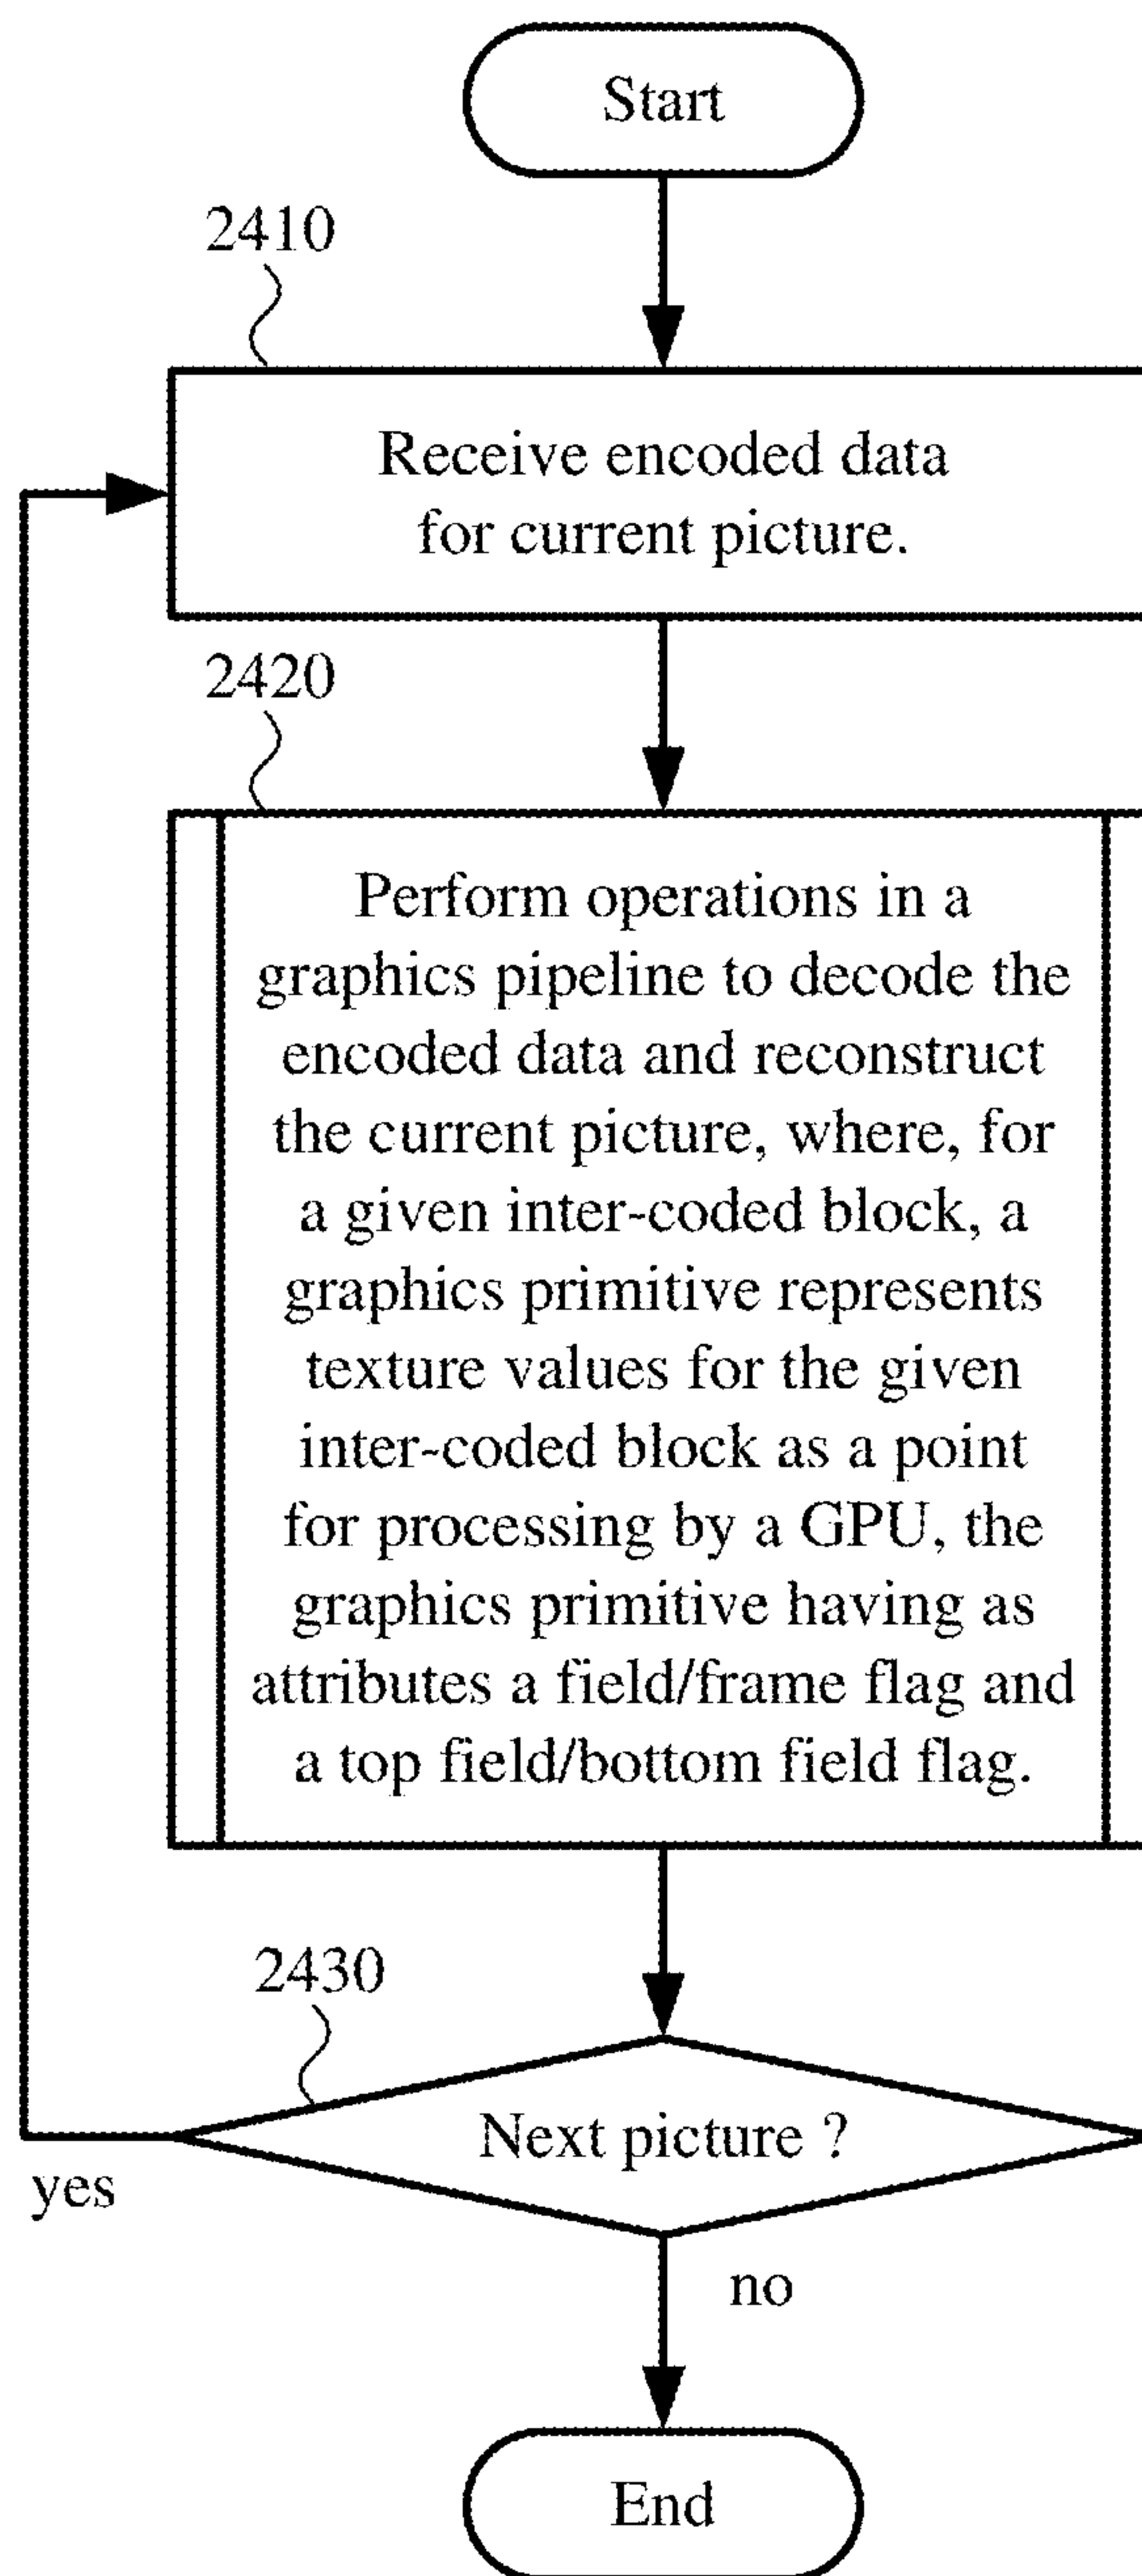 Start
2410
Receive encoded data
for current picture.
2420
Perform operations in a
graphics pipeline to decode the
encoded data and reconstruct
the current picture, where, for
a given inter-coded block, a
graphics primitive represents
texture values for the given
inter-coded block as a point
for processing by a GPU, the
graphics primitive having as
attributes a field/frame flag and
a top field/bottom field flag.
2430
Next picture ?
yes
no
End